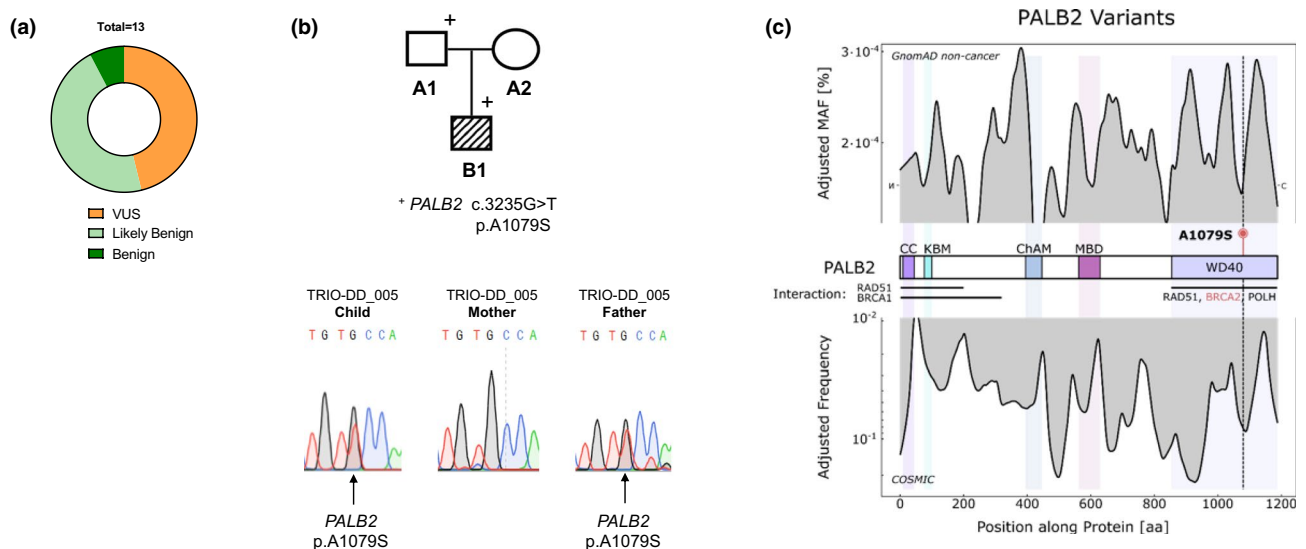 (a)
Total=13
VUS
Likely Benign
Benign
(b)
+
A1
A2
+
B1
+ PALB2 c.3235G>T
p.A1079S
TRIO-DD_005
Child
T G T G C C A
PALB2
p.A1079S
TRIO-DD_005
Mother
T G T G C C A
TRIO-DD_005
Father
T G T G C C A
PALB2
p.A1079S
(c)
PALB2 Variants
GnomAD non-cancer
3·10⁻⁴
2·10⁻⁴
Adjusted MAF [%]
N-
-C
A1079S
CC
KBM
ChAM
MBD
PALB2
WD40
Interaction:
RAD51
BRCA1
RAD51, BRCA2, POLH
10⁻²
10⁻¹
Adjusted Frequency
COSMIC
0
200
400
600
800
1000
1200
Position along Protein [aa]